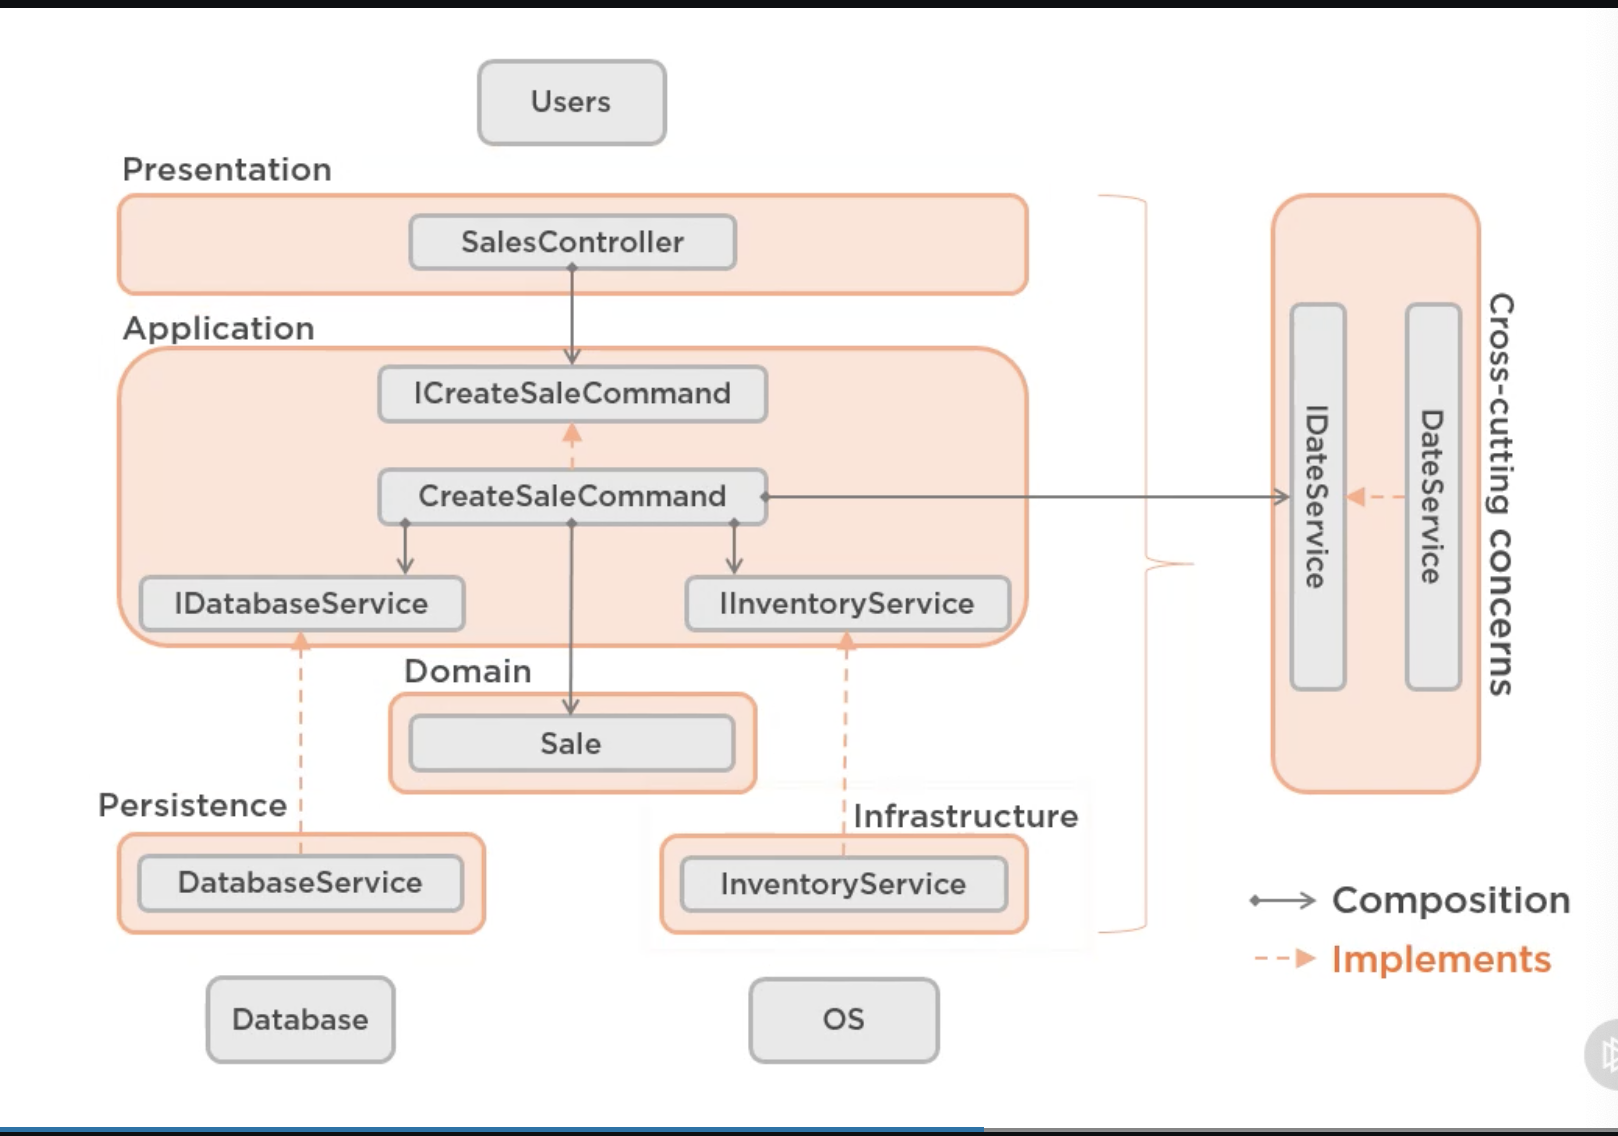 Users
Presentation
SalesController
Application
ICreateSaleCommand
CreateSaleCommand
IDatabaseService
IInventoryService
Domain
Sale
Persistence
DatabaseService
Infrastructure
InventoryService
Database
OS
IDateService
DateService
Cross-cutting concerns
Composition
Implements